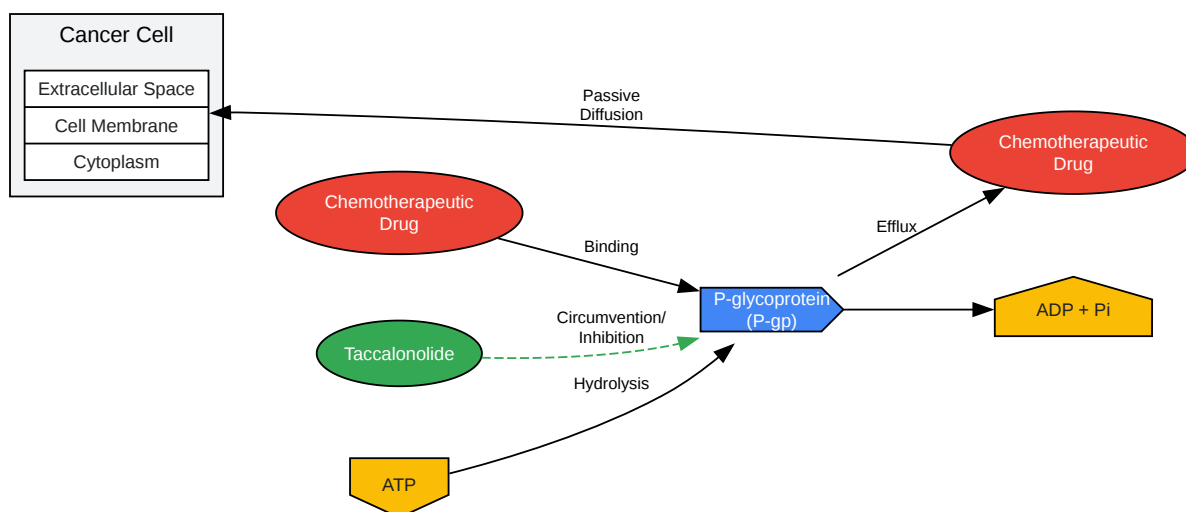 Cancer Cell
Extracellular Space
Cell Membrane
Cytoplasm
Passive
Diffusion
Chemotherapeutic
Drug
Chemotherapeutic
Drug
Binding
Efflux
P-glycoprotein
(P-gp)
ADP + Pi
Circumvention/
Inhibition
Taccalonolide
Hydrolysis
ATP